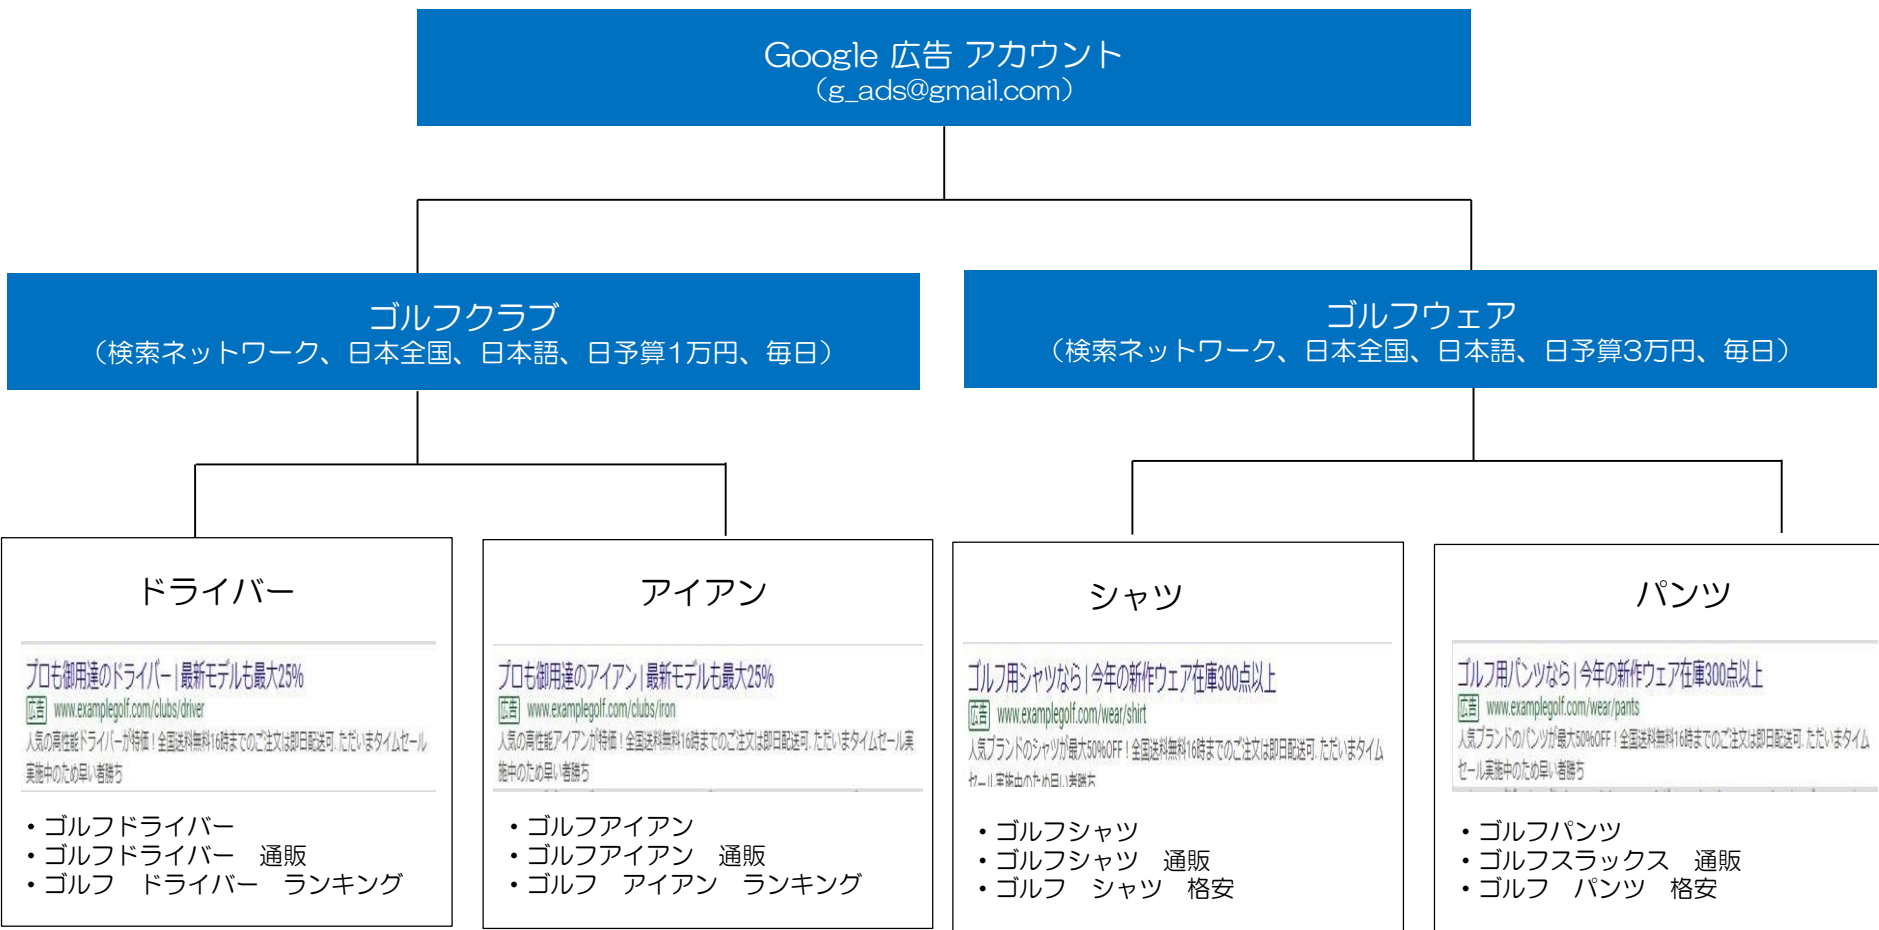 Google 広告 アカウント
（g_ads@gmail.com）
ゴルフクラブ
（検索ネットワーク、日本全国、日本語、日予算1万円、毎日）
ゴルフウェア
（検索ネットワーク、日本全国、日本語、日予算3万円、毎日）
ドライバー
プロも御用達のドライバー | 最新モデルも最大25%
広告 www.examplegolf.com/clubs/driver
人気の高性能ドライバーが特価！全国送料無料16時までのご注文は即日配送可. ただいまタイムセール
実施中のため早い者勝ち
・ゴルフドライバー
・ゴルフドライバー　通販
・ゴルフ　ドライバー　ランキング
アイアン
プロも御用達のアイアン | 最新モデルも最大25%
広告 www.examplegolf.com/clubs/iron
人気の高性能アイアンが特価！全国送料無料16時までのご注文は即日配送可. ただいまタイムセール実
施中のため早い者勝ち
・ゴルフアイアン
・ゴルフアイアン　通販
・ゴルフ　アイアン　ランキング
シャツ
ゴルフ用シャツなら | 今年の新作ウェア在庫300点以上
広告 www.examplegolf.com/wear/shirt
人気ブランドのシャツが最大50%OFF！全国送料無料16時までのご注文は即日配送可. ただいまタイム
セール実施中のため早い者勝ち
・ゴルフシャツ
・ゴルフシャツ　通販
・ゴルフ　シャツ　格安
パンツ
ゴルフ用パンツなら | 今年の新作ウェア在庫300点以上
広告 www.examplegolf.com/wear/pants
人気ブランドのパンツが最大50%OFF！全国送料無料16時までのご注文は即日配送可. ただいまタイム
セール実施中のため早い者勝ち
・ゴルフパンツ
・ゴルフスラックス　通販
・ゴルフ　パンツ　格安